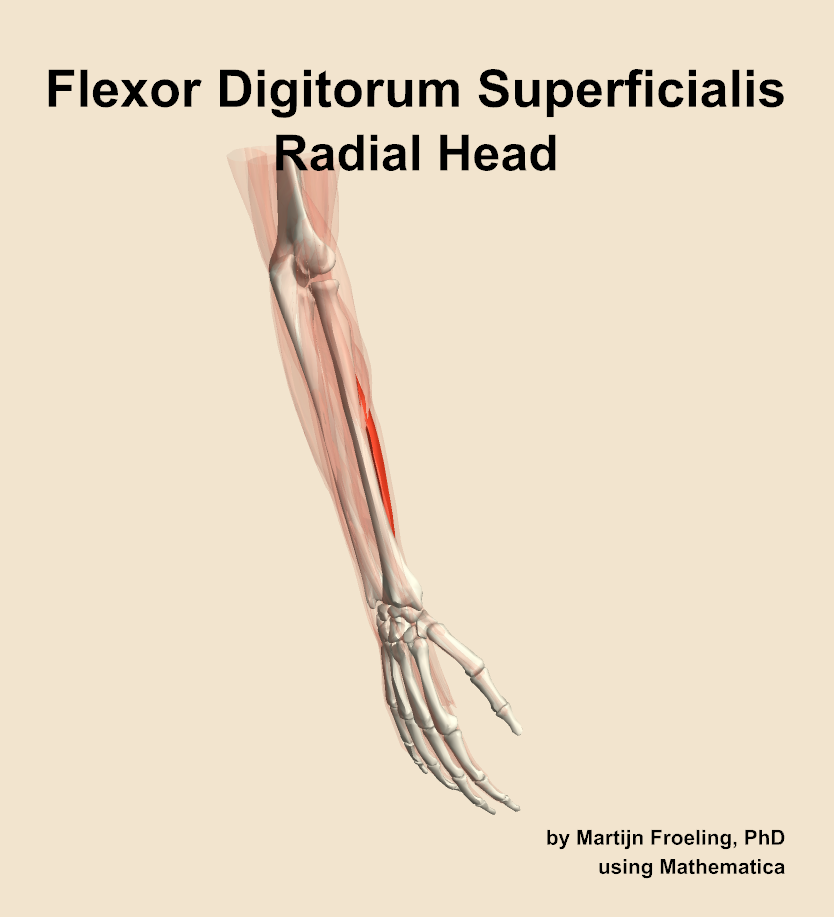 Flexor Digitorum Superficialis
Radial Head
by Martijn Froeling, PhD
using Mathematica